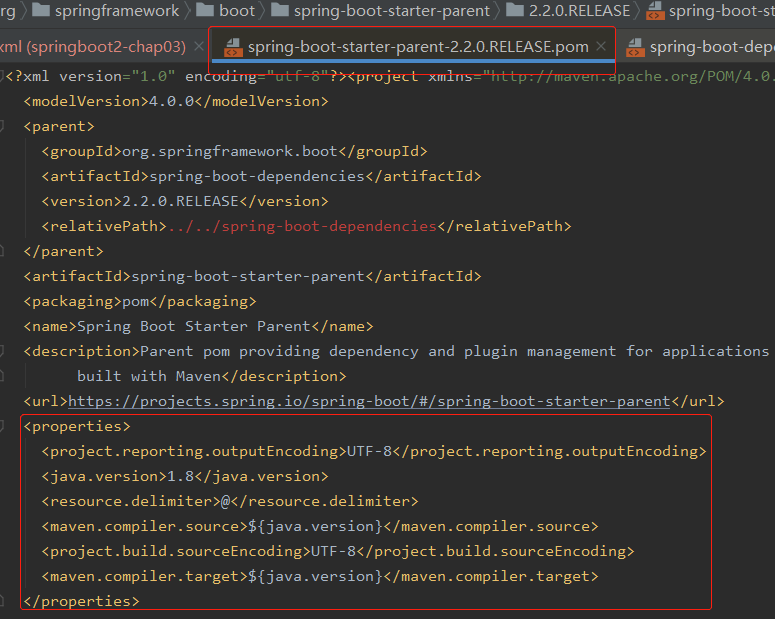 rg springframework boot spring-boot-starter-parent 2.2.0.RELEASE spring-boot-st
xml (springboot2-chap03) spring-boot-starter-parent-2.2.0.RELEASE.pom spring-boot-depe
<?xml version="1.0" encoding="utf-8"?><project xmlns="http://maven.apache.org/POM/4.0.
<modelVersion>4.0.0</modelVersion>
<parent>
<groupId>org.springframework.boot</groupId>
<artifactId>spring-boot-dependencies</artifactId>
<version>2.2.0.RELEASE</version>
<relativePath>../../spring-boot-dependencies</relativePath>
</parent>
<artifactId>spring-boot-starter-parent</artifactId>
<packaging>pom</packaging>
<name>Spring Boot Starter Parent</name>
<description>Parent pom providing dependency and plugin management for applications
built with Maven</description>
<url>https://projects.spring.io/spring-boot/#/spring-boot-starter-parent</url>
<properties>
<project.reporting.outputEncoding>UTF-8</project.reporting.outputEncoding>
<java.version>1.8</java.version>
<resource.delimiter>@</resource.delimiter>
<maven.compiler.source>${java.version}</maven.compiler.source>
<project.build.sourceEncoding>UTF-8</project.build.sourceEncoding>
<maven.compiler.target>${java.version}</maven.compiler.target>
</properties>